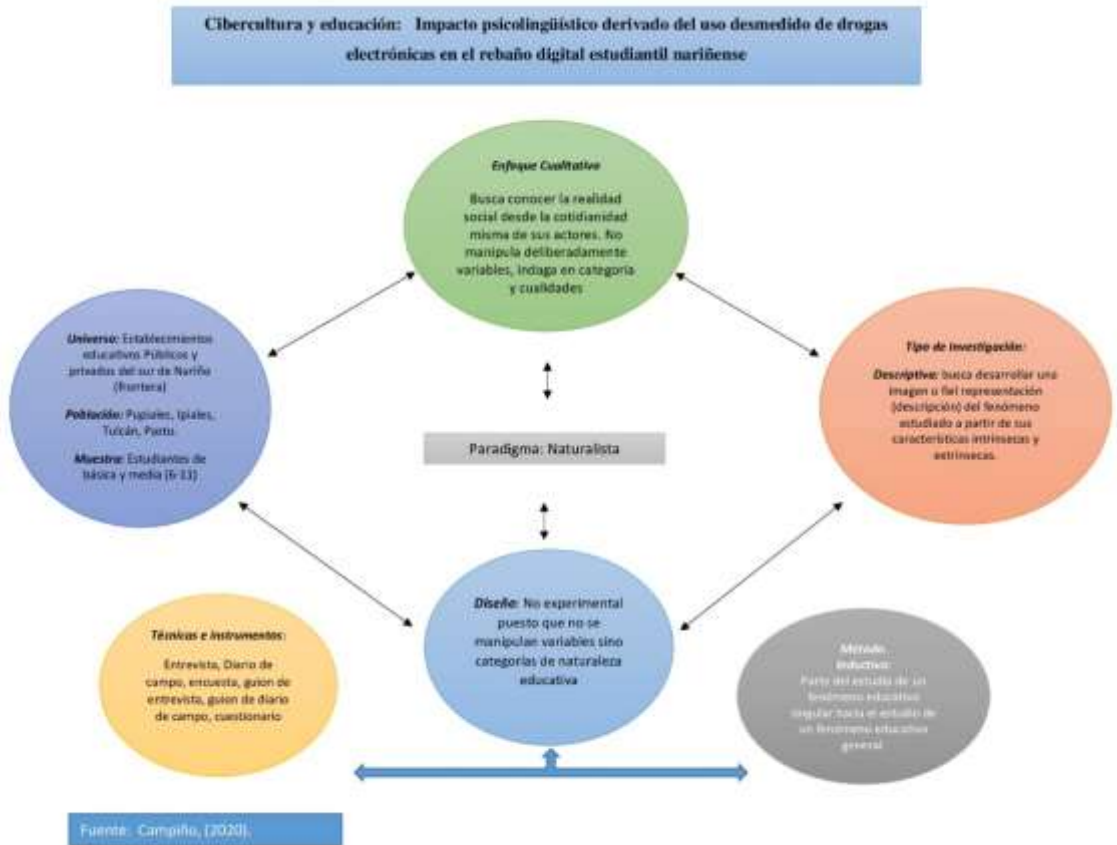 Cibercultura y educación: Impacto psicolingüístico derivado del uso desmedido de drogas
electrónicas en el rebaño digital estudiantil nariñense
Enfoque Cualitativo
Busca conocer la realidad
social desde la cotidianidad
misma de sus actores. No
manipula deliberadamente
variables, indaga en categoría
y cualidades
Universo: Establecimientos
educativos Públicos y
privados del sur de Nariño
(frontera)
Población: Pupiales, Ipiales,
Tulcán, Pasto.
Muestra: Estudiantes de
básica y media (6-11)
Tipo de Investigación:
Descriptiva: busca desarrollar una
imagen o fiel representación
(descripción) del fenómeno
estudiado a partir de sus
características intrínsecas y
extrínsecas.
Paradigma: Naturalista
Diseño: No experimental
puesto que no se
manipulan variables sino
categorías de naturaleza
educativa
Técnicas e Instrumentos:
Entrevista, Diario de
campo, encuesta, guion de
entrevista, guion de diario
de campo, cuestionario
Método.
Inductivo:
Parte del estudio de un
fenómeno educativo
singular hacia el estudio de
un fenómeno educativo
general
Fuente: Campiño, (2020).